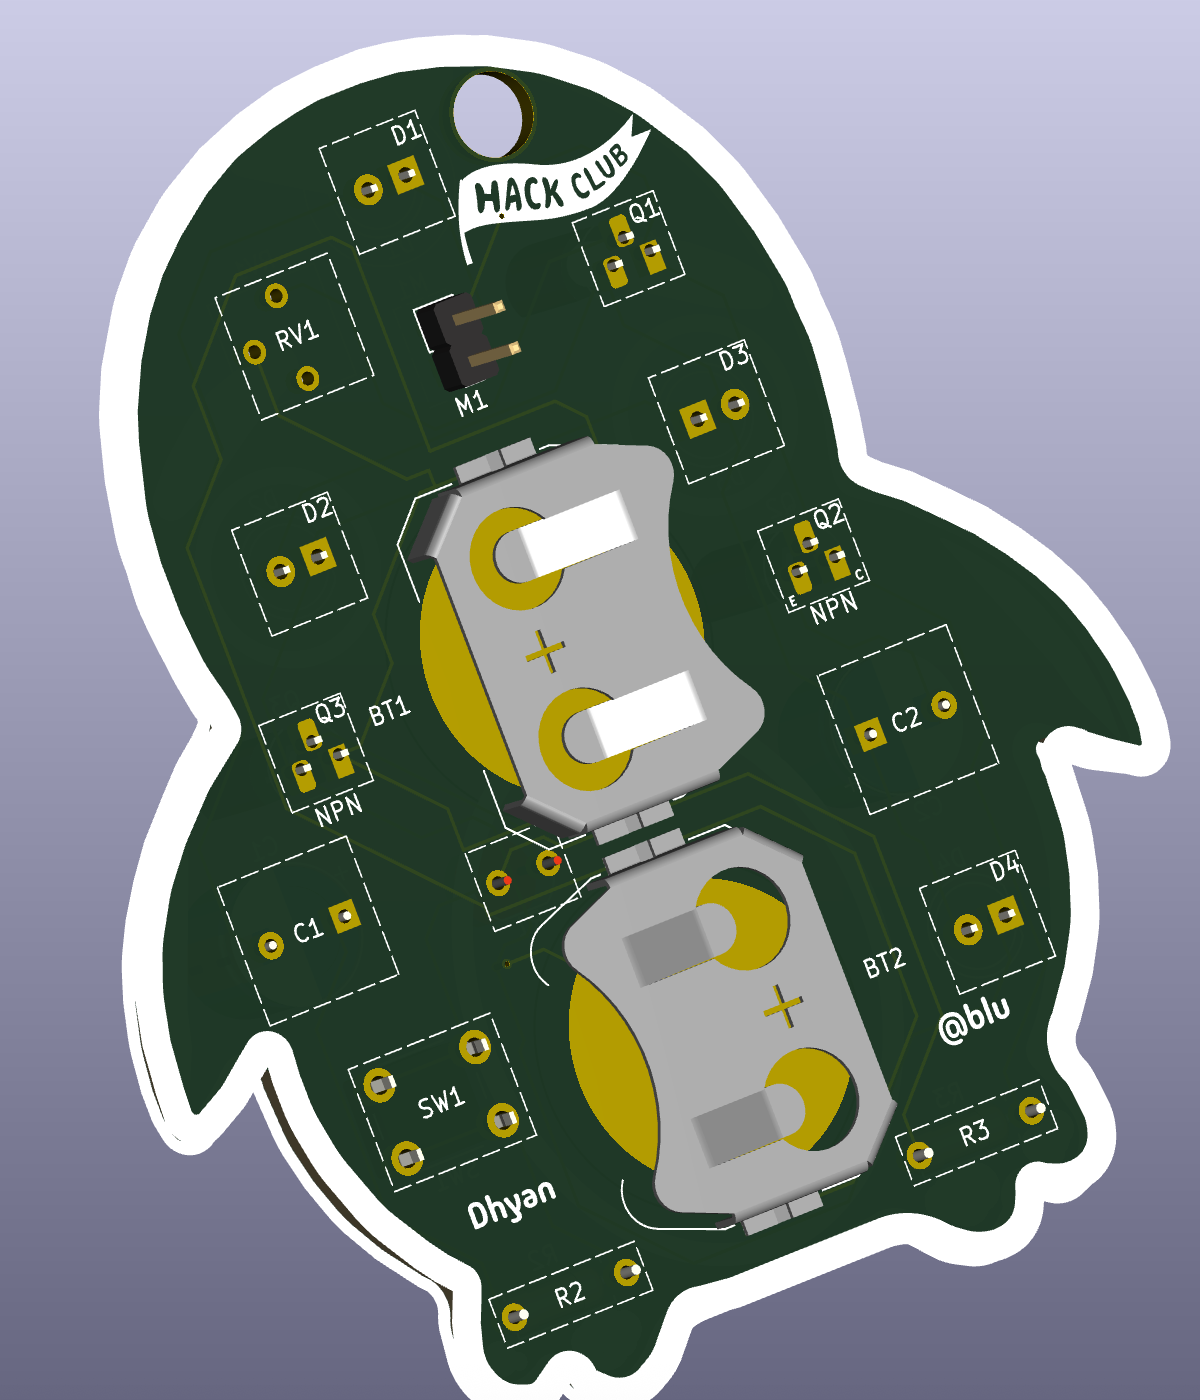 D1
HACK CLUB
Q1
RV1
D3
M1
D2
Q2
E
C
NPN
Q3
BT1
C2
NPN
+
C1
D4
BT2
+
@blu
SW1
R3
Dhyan
R2